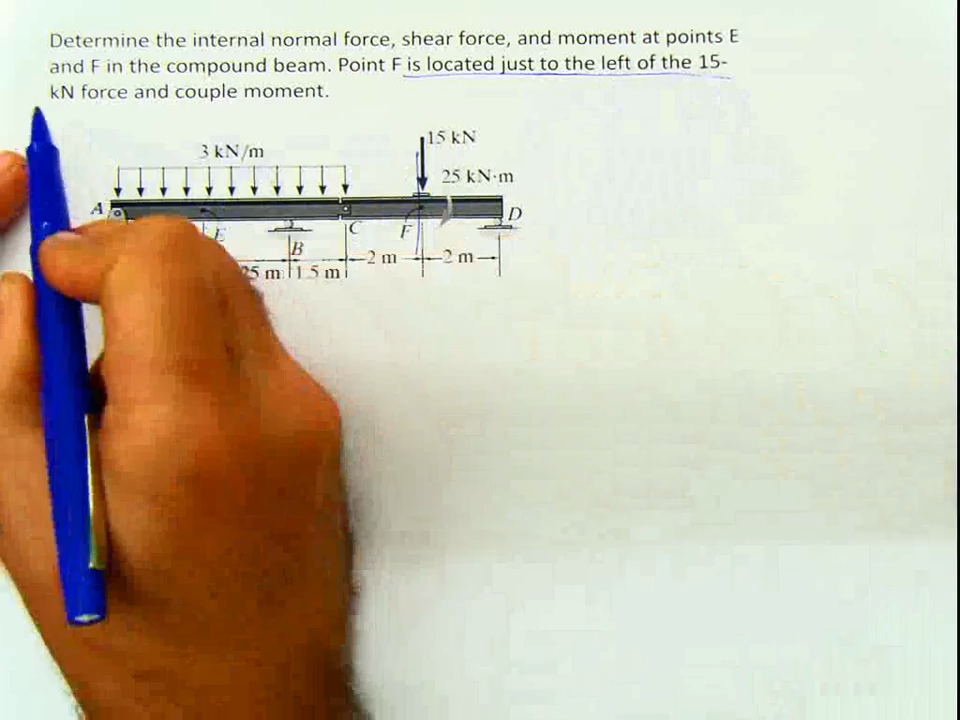 Determine the internal normal force, shear force, and moment at points E
and F in the compound beam. Point F is located just to the left of the 15-
kN force and couple moment.
15 kN
3 kN/m
25 kN·m
A
D
E
C
F
B
2 m
2 m
25 m
1.5 m